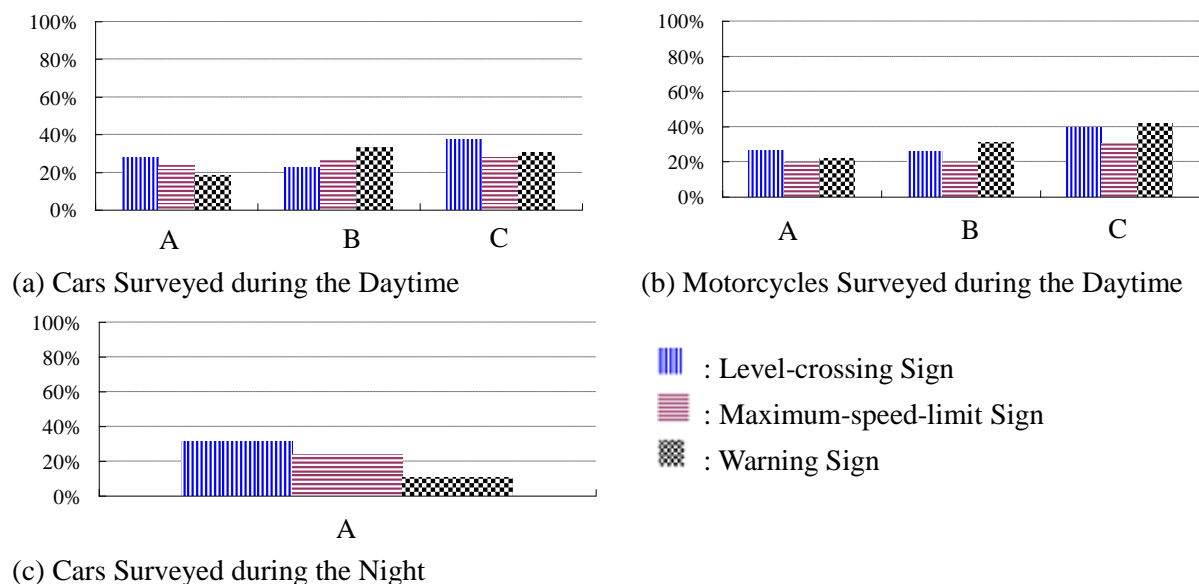 100%
80%
60%
40%
20%
0%
A B C
(a) Cars Surveyed during the Daytime
100%
80%
60%
40%
20%
0%
A B C
(b) Motorcycles Surveyed during the Daytime
100%
80%
60%
40%
20%
0%
A
(c) Cars Surveyed during the Night
: Level-crossing Sign
: Maximum-speed-limit Sign
: Warning Sign